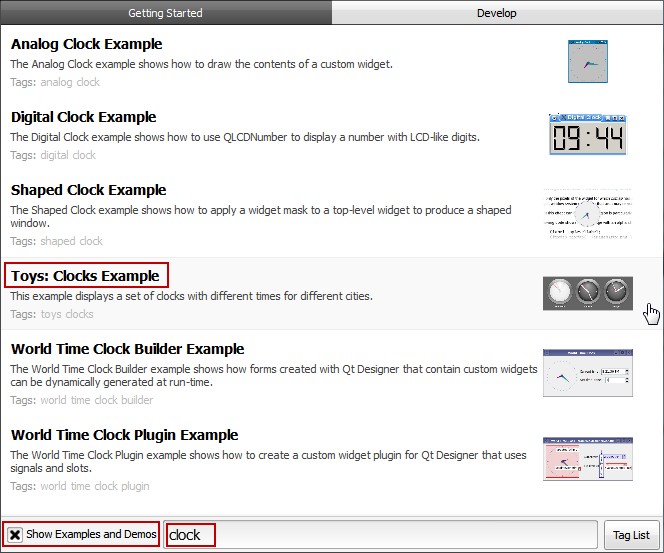 Getting Started
Develop
Analog Clock Example
The Analog Clock example shows how to draw the contents of a custom widget.
Tags: analog clock
Digital Clock Example
The Digital Clock example shows how to use QLCDNumber to display a number with LCD-like digits.
Tags: digital clock
Digital Clock
09:44
Shaped Clock Example
The Shaped Clock example shows how to apply a widget mask to a top-level widget to produce a shaped
window.
Tags: shaped clock
Toys: Clocks Example
This example displays a set of clocks with different times for different cities.
Tags: toys clocks
World Time Clock Builder Example
The World Time Clock Builder example shows how forms created with Qt Designer that contain custom widgets
can be dynamically generated at run-time.
Tags: world time clock builder
World Time Clock Plugin Example
The World Time Clock Plugin example shows how to create a custom widget plugin for Qt Designer that uses
signals and slots.
Tags: world time clock plugin
Show Examples and Demos
clock
Tag List